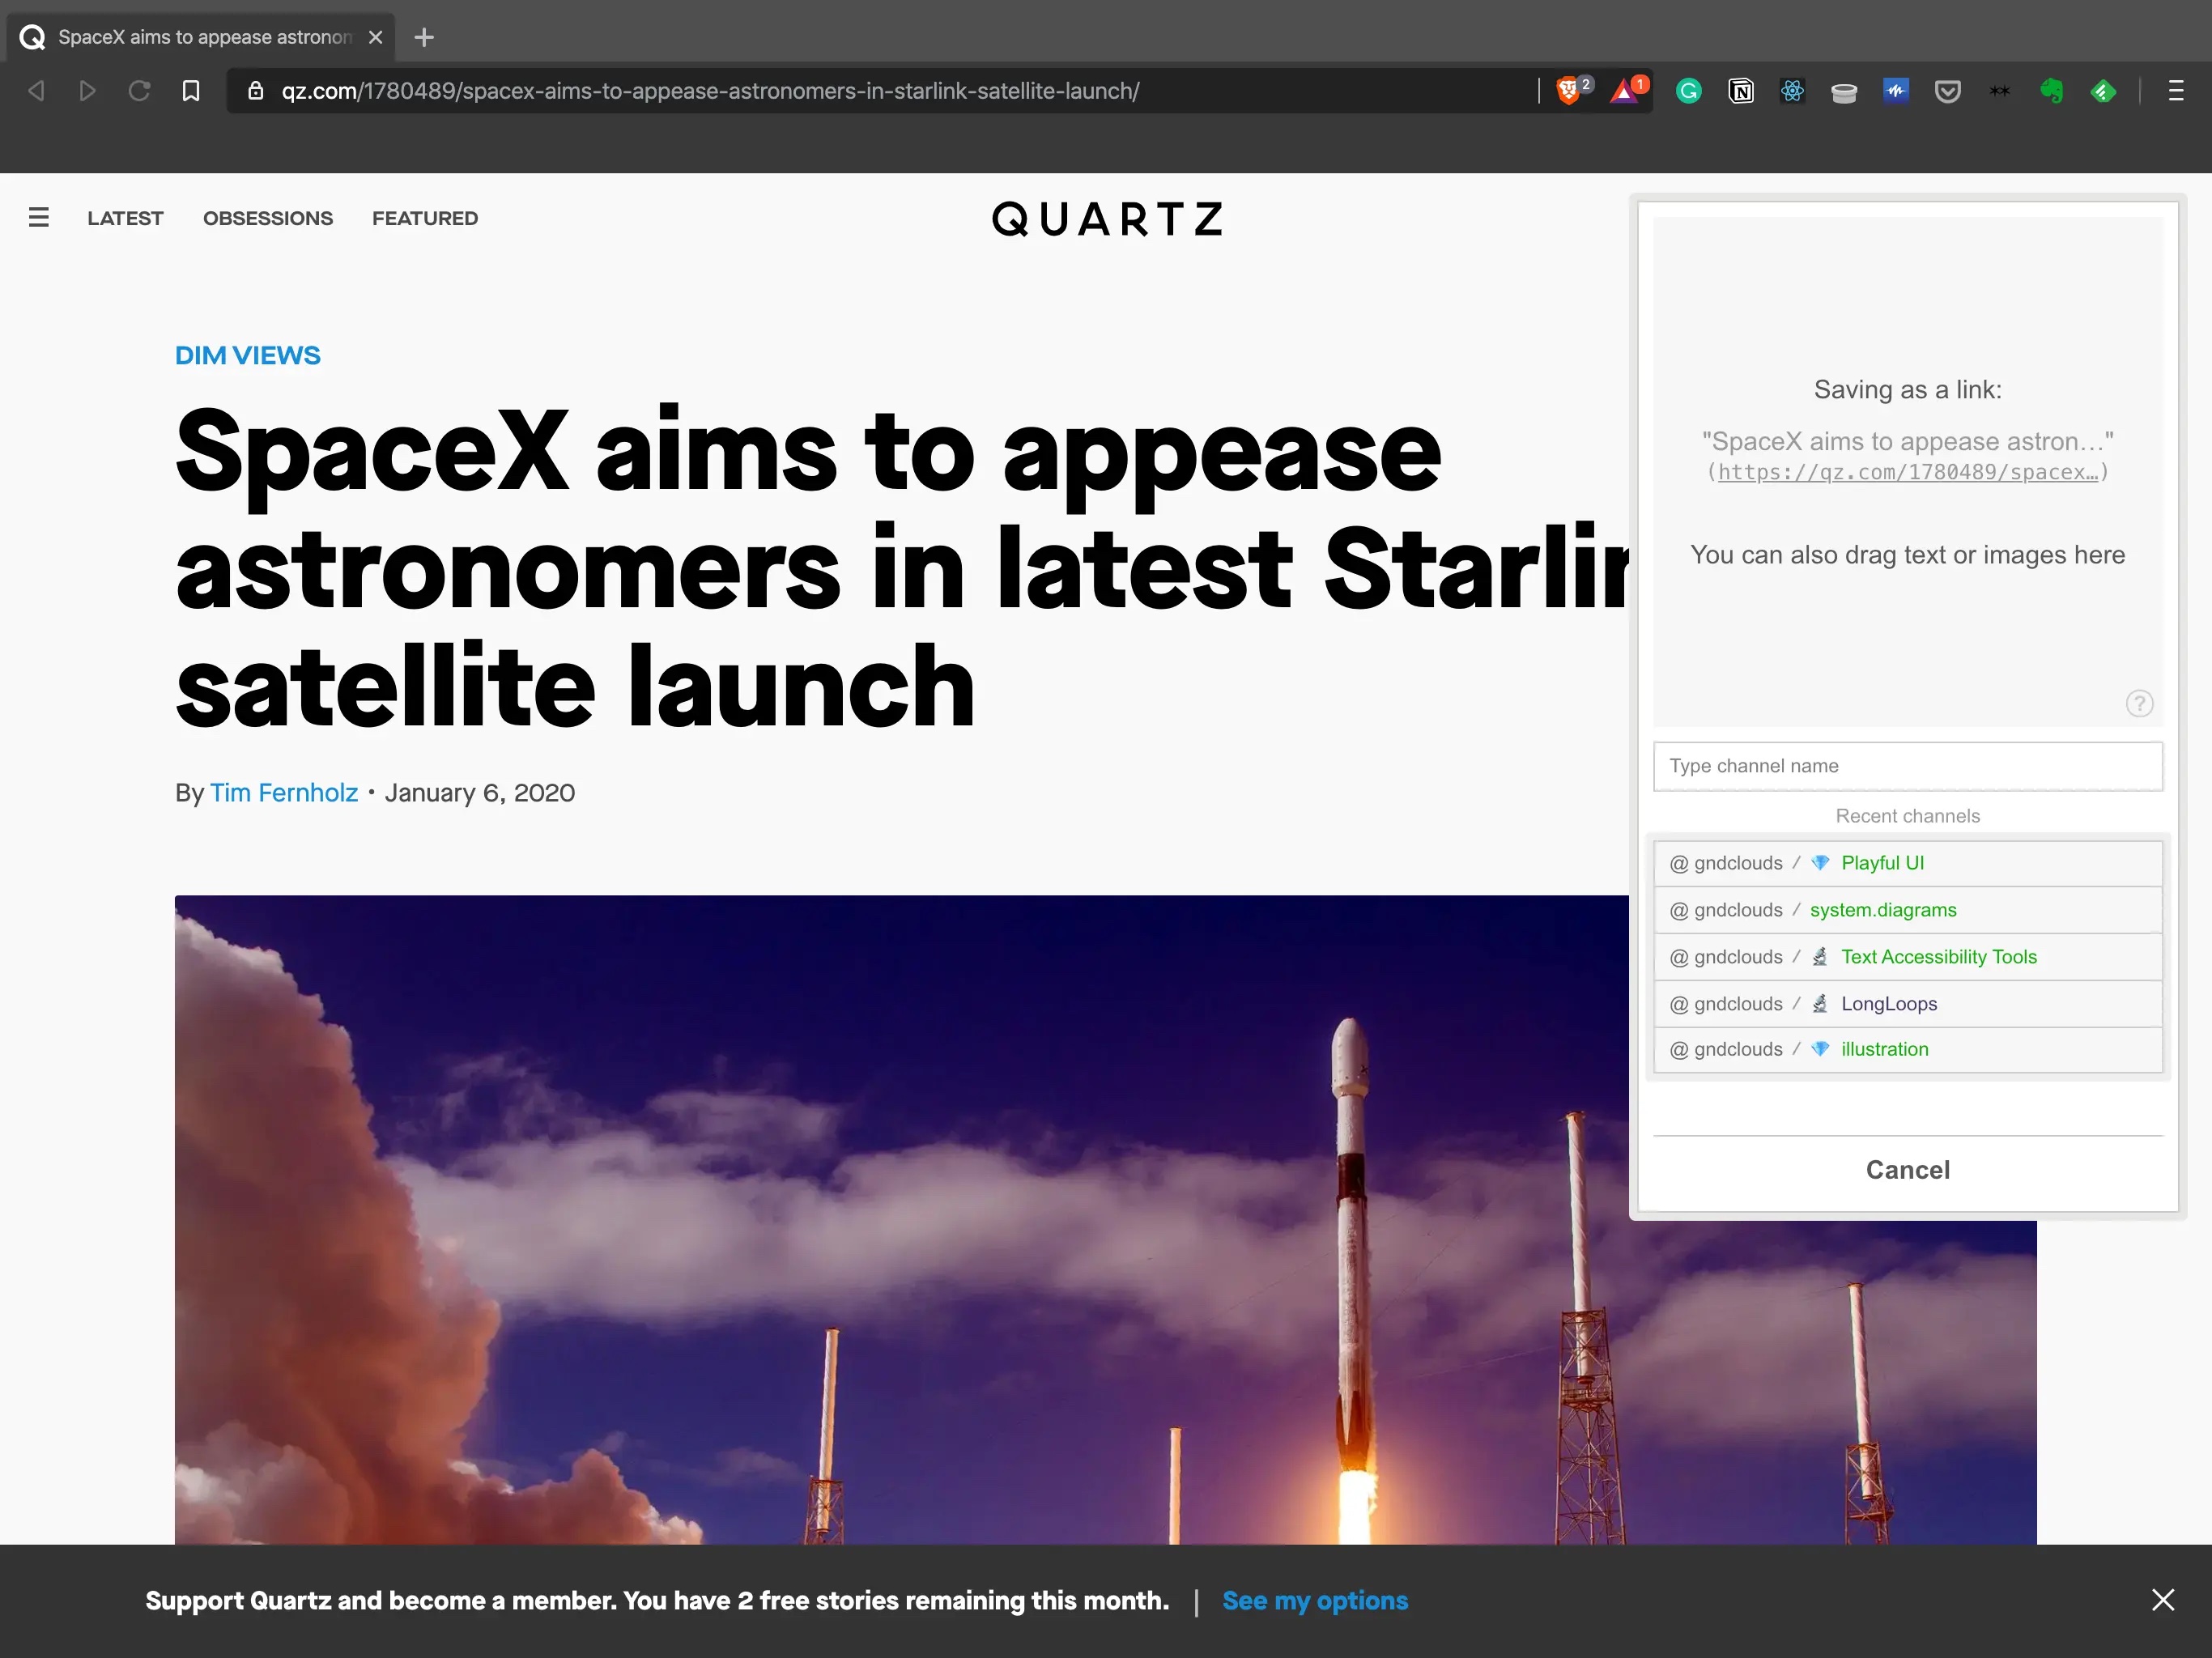 SpaceX aims to appease astronom
qz.com/1780489/spacex-aims-to-appease-astronomers-in-starlink-satellite-launch/
2
1
LATEST
OBSESSIONS
FEATURED
QUARTZ
DIM VIEWS
SpaceX aims to appease
astronomers in latest Starlin
satellite launch
By Tim Fernholz • January 6, 2020
Saving as a link:
"SpaceX aims to appease astron…"
(https://qz.com/1780489/spacex…)
You can also drag text or images here
?
Type channel name
Recent channels
@ gndclouds / 💎 Playful UI
@ gndclouds / system.diagrams
@ gndclouds / 🔬 Text Accessibility Tools
@ gndclouds / 🔬 LongLoops
@ gndclouds / 💎 illustration
Cancel
Support Quartz and become a member. You have 2 free stories remaining this month. | See my options